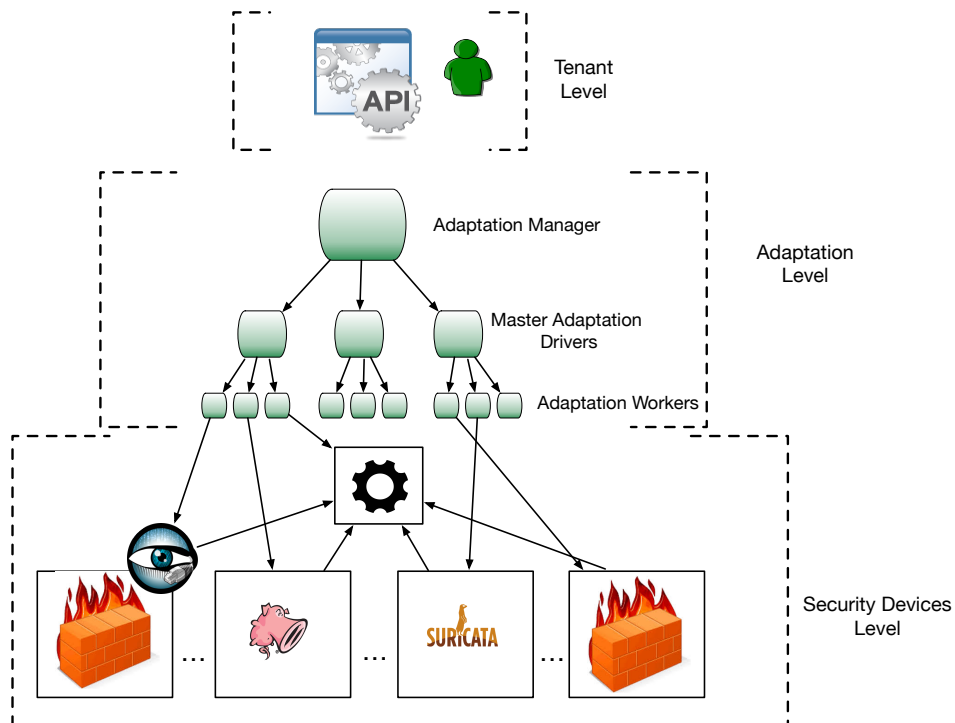 API
Tenant
Level
Adaptation Manager
Adaptation
Level
Master Adaptation
Drivers
Adaptation Workers
Security Devices
Level
SURICATA
... ... ...